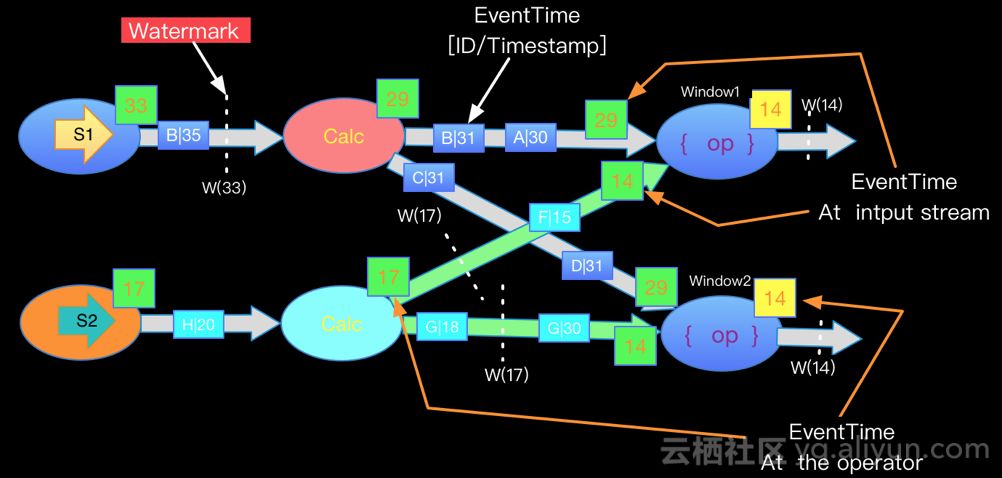 EventTime
[ID/Timestamp]
Watermark
33
S1
B|35
W(33)
29
Calc
B|31
A|30
29
Window1
14
{ op }
W(14)
C|31
14
EventTime
At intput stream
W(17)
F|15
D|31
17
S2
H|20
17
Calc
G|18
G|30
W(17)
29
14
Window2
14
{ op }
W(14)
EventTime
At the operator
云栖社区 yq.aliyun.com